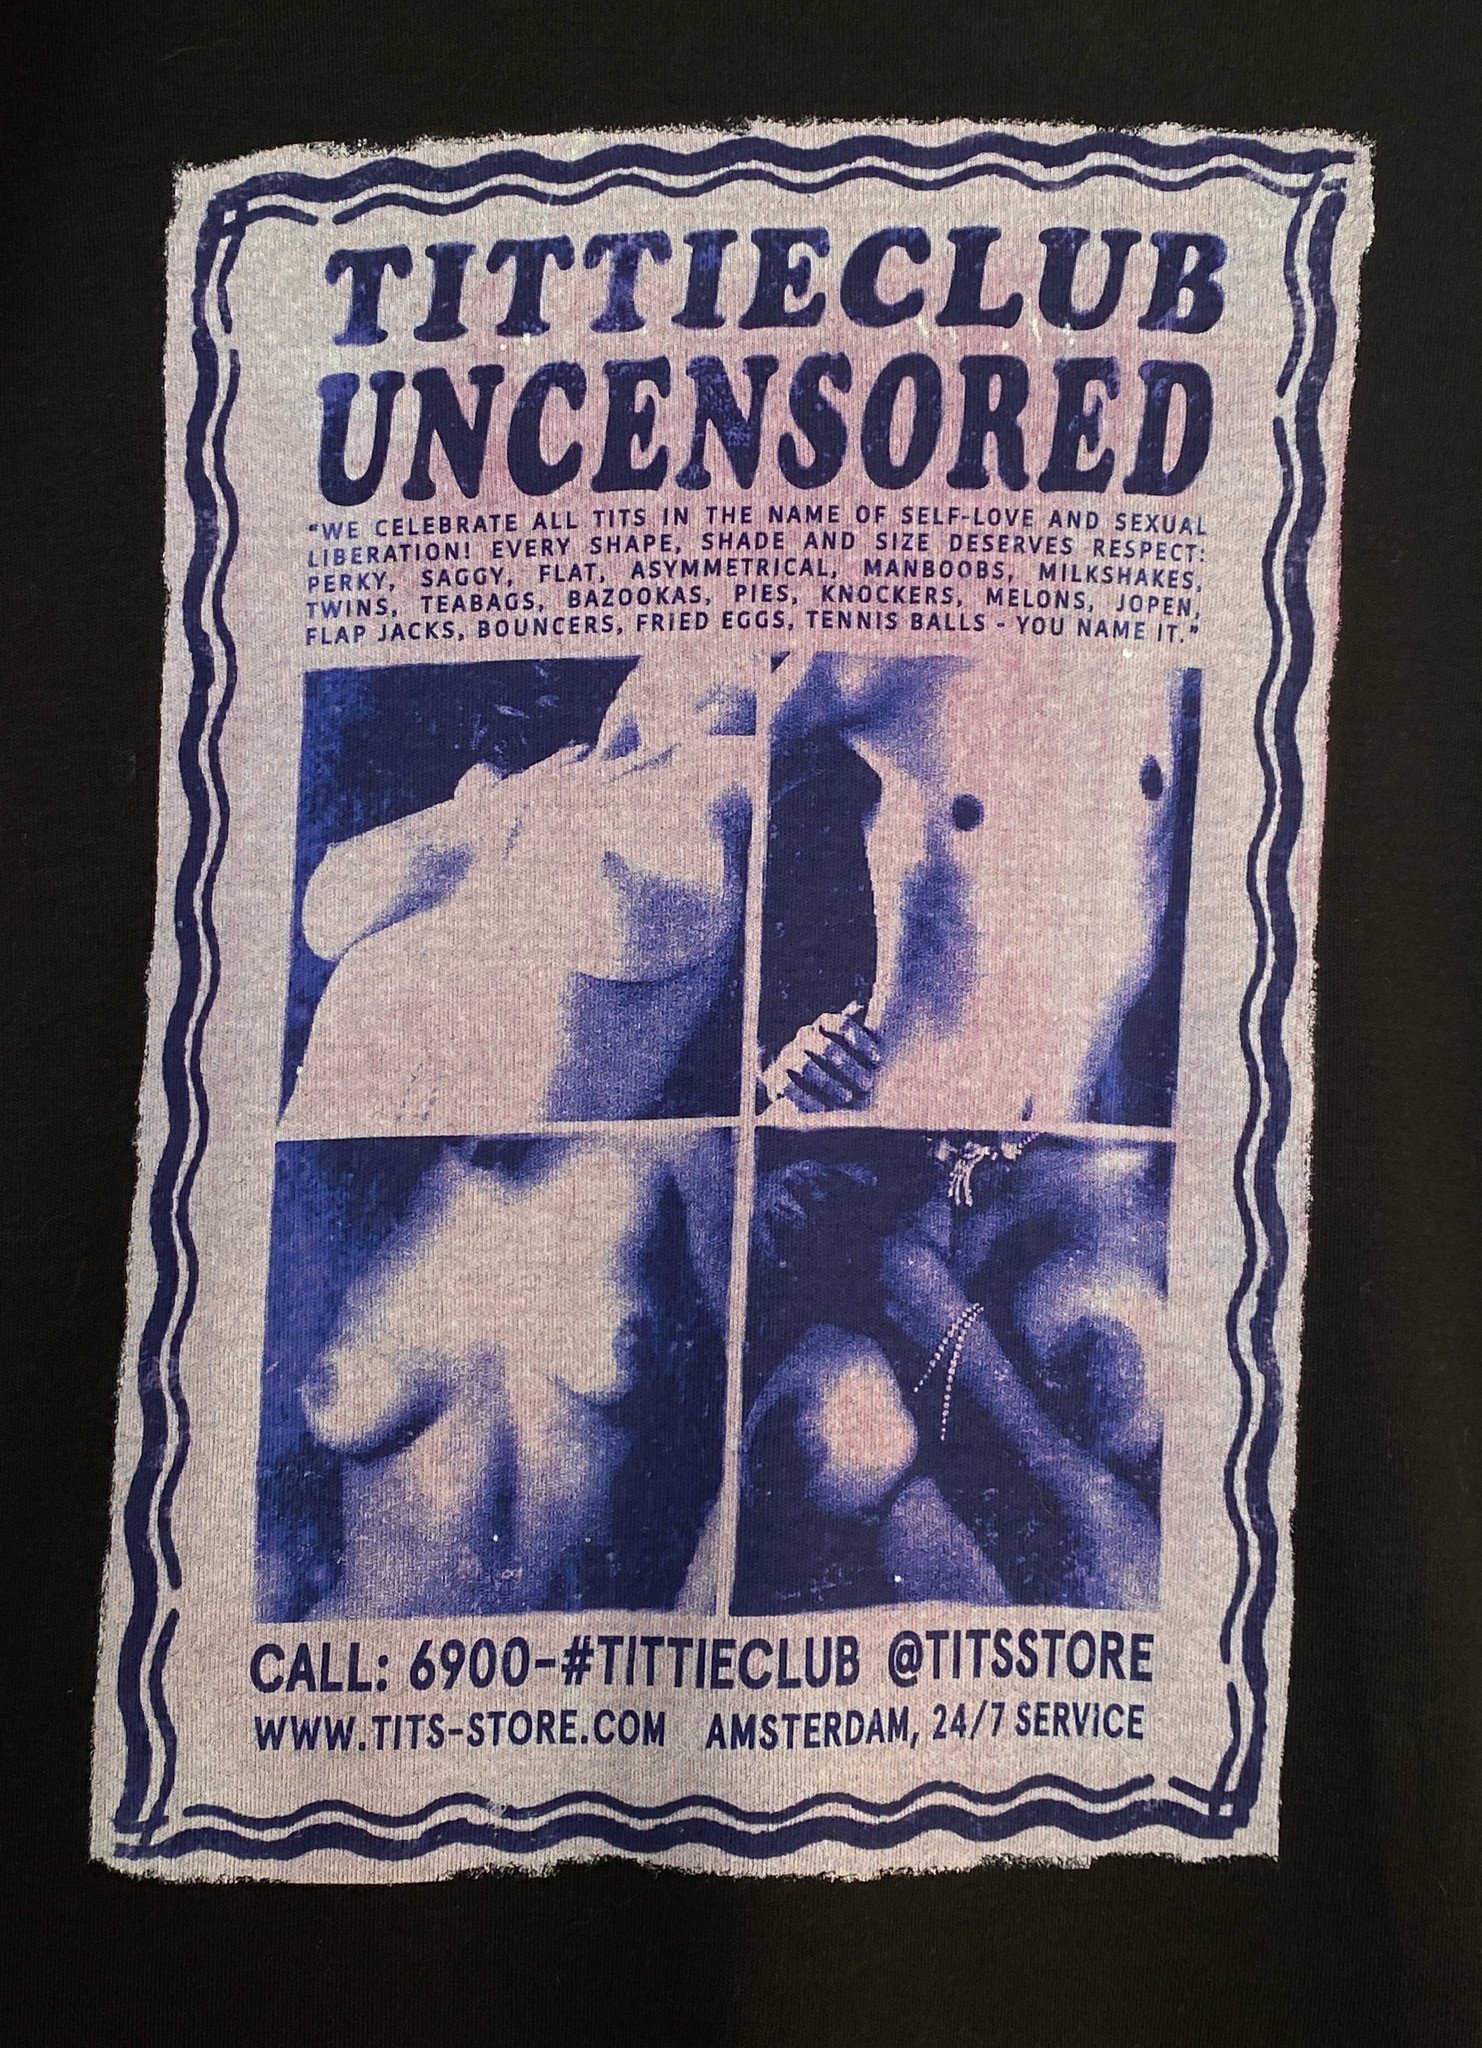 TITTIECLUB
UNCENSORED
"WE CELEBRATE ALL TITS IN THE NAME OF SELF-LOVE AND SEXUAL
LIBERATION! EVERY SHAPE, SHADE AND SIZE DESERVES RESPECT:
PERKY, SAGGY, FLAT, ASYMMETRICAL, MANBOOBS, MILKSHAKES,
TWINS, TEABAGS, BAZOOKAS, PIES, KNOCKERS, MELONS, JOPEN,
FLAP JACKS, BOUNCERS, FRIED EGGS, TENNIS BALLS - YOU NAME IT."
CALL: 6900-#TITTIECLUB @TITSSTORE
WWW.TITS-STORE.COM AMSTERDAM, 24/7 SERVICE